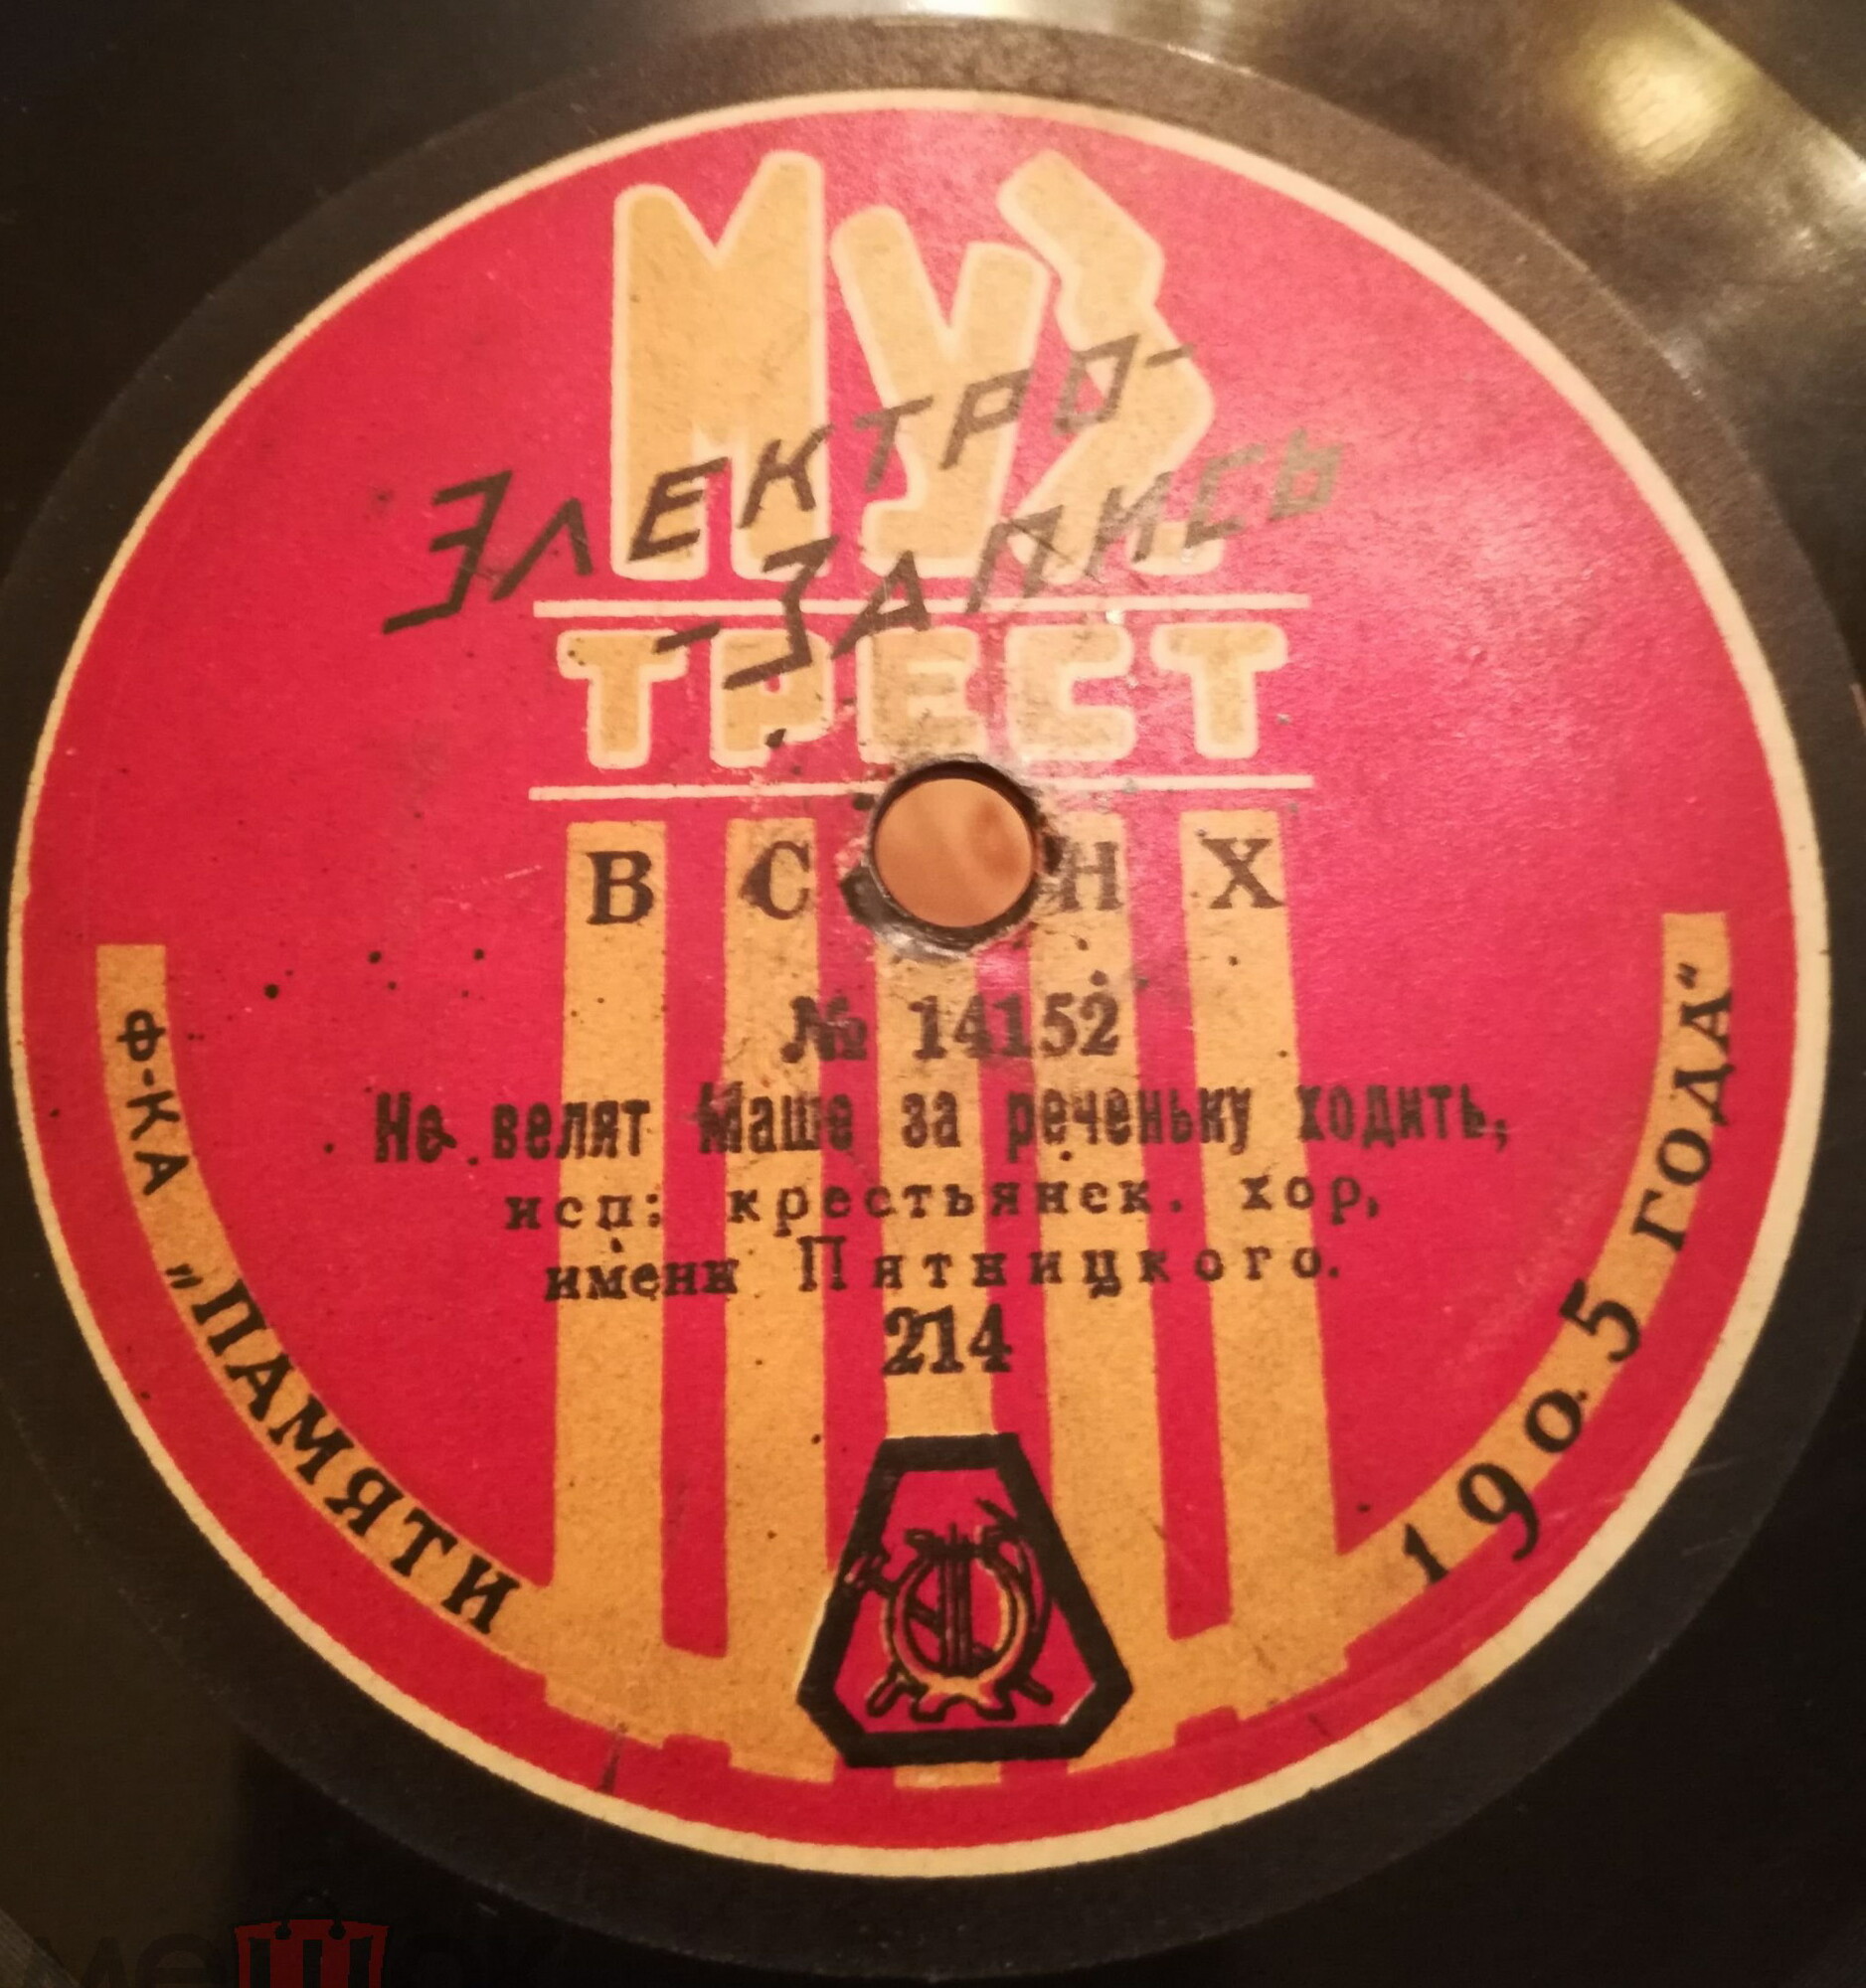 МУЗ
ЭЛЕКТРО-
-ЗАПИСЬ
ТРЕСТ
В С Н Х
№ 14152
Не велят Маше за реченьку ходить,
исп: крестьянск. хор,
имени Пятницкого.
214
Ф-КА „ПАМЯТИ 1905 ГОДА“
мешок